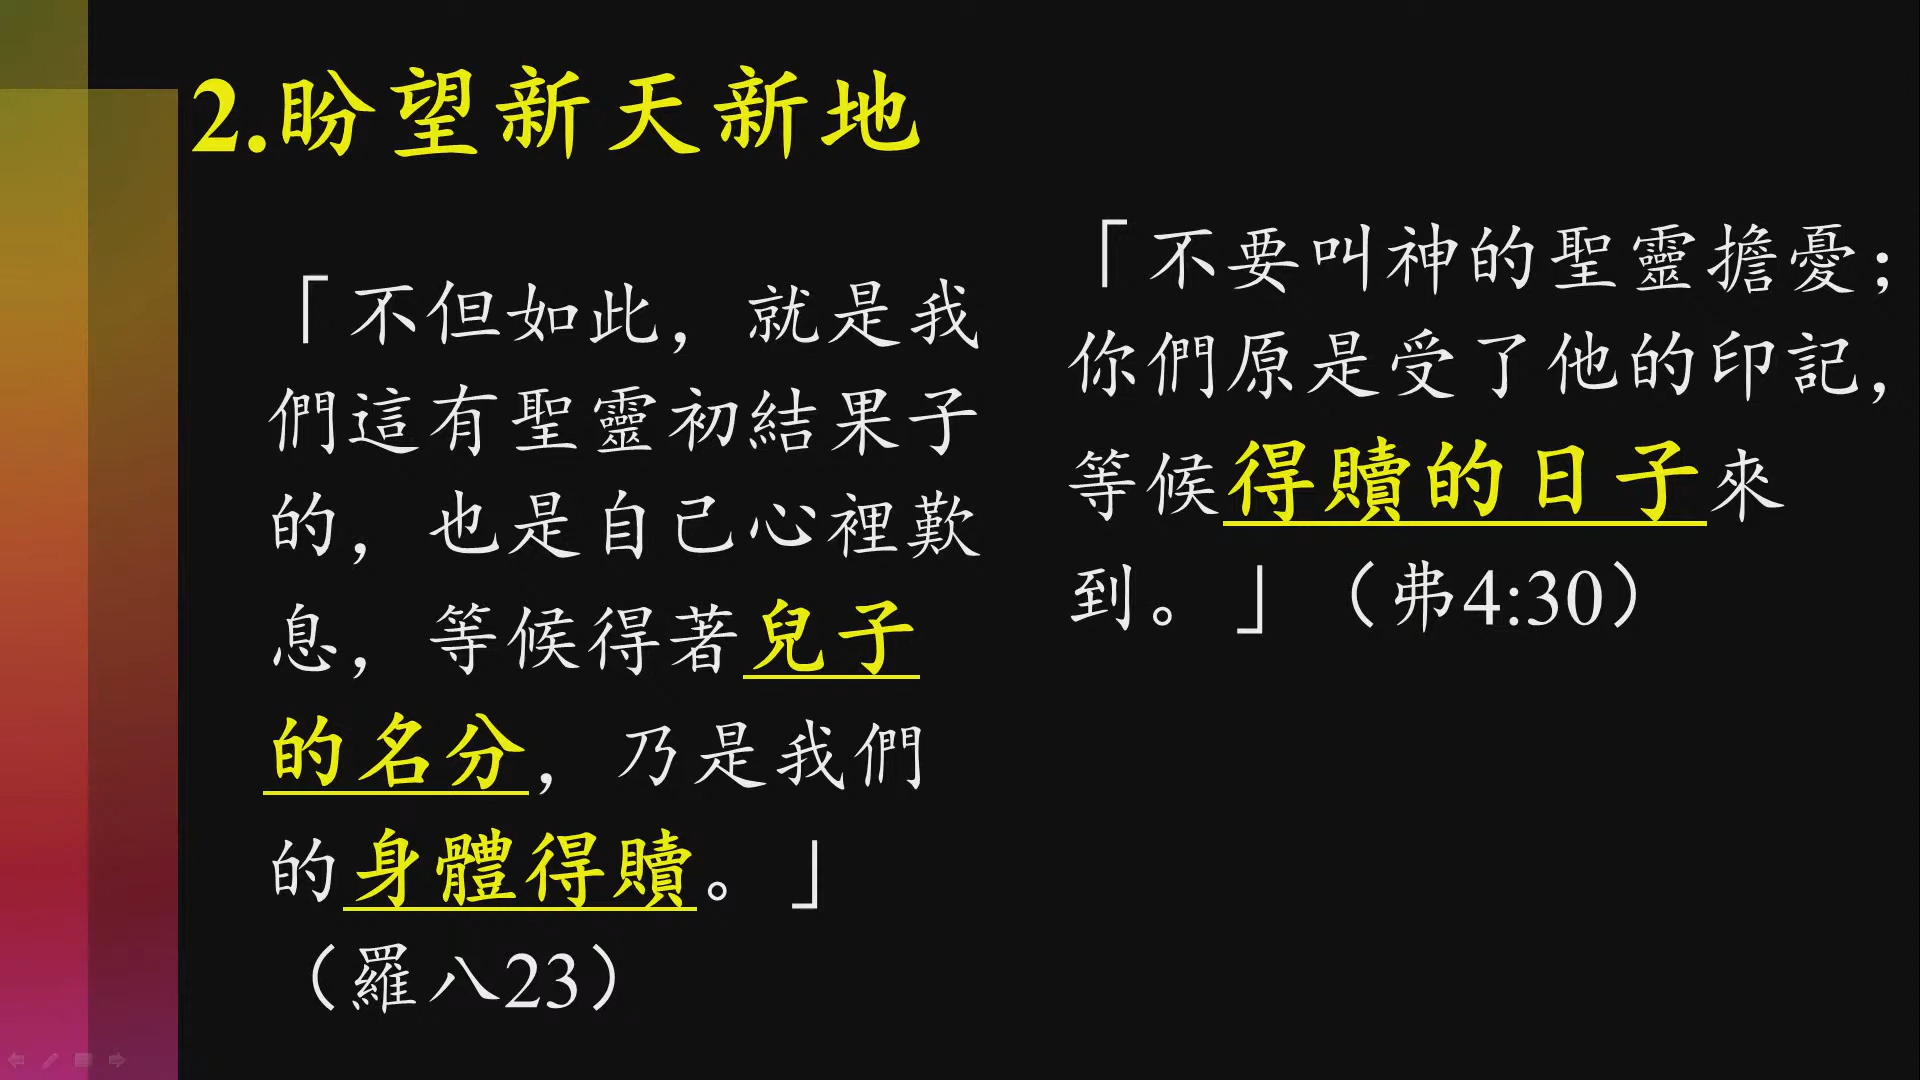 2.盼望新天新地
「不但如此，就是我
們這有聖靈初結果子
的，也是自己心裡歎
息，等候得著兒子
的名分，乃是我們
的身體得贖。」
（羅八23）
「不要叫神的聖靈擔憂；
你們原是受了他的印記，
等候得贖的日子來
到。」（弗4:30）